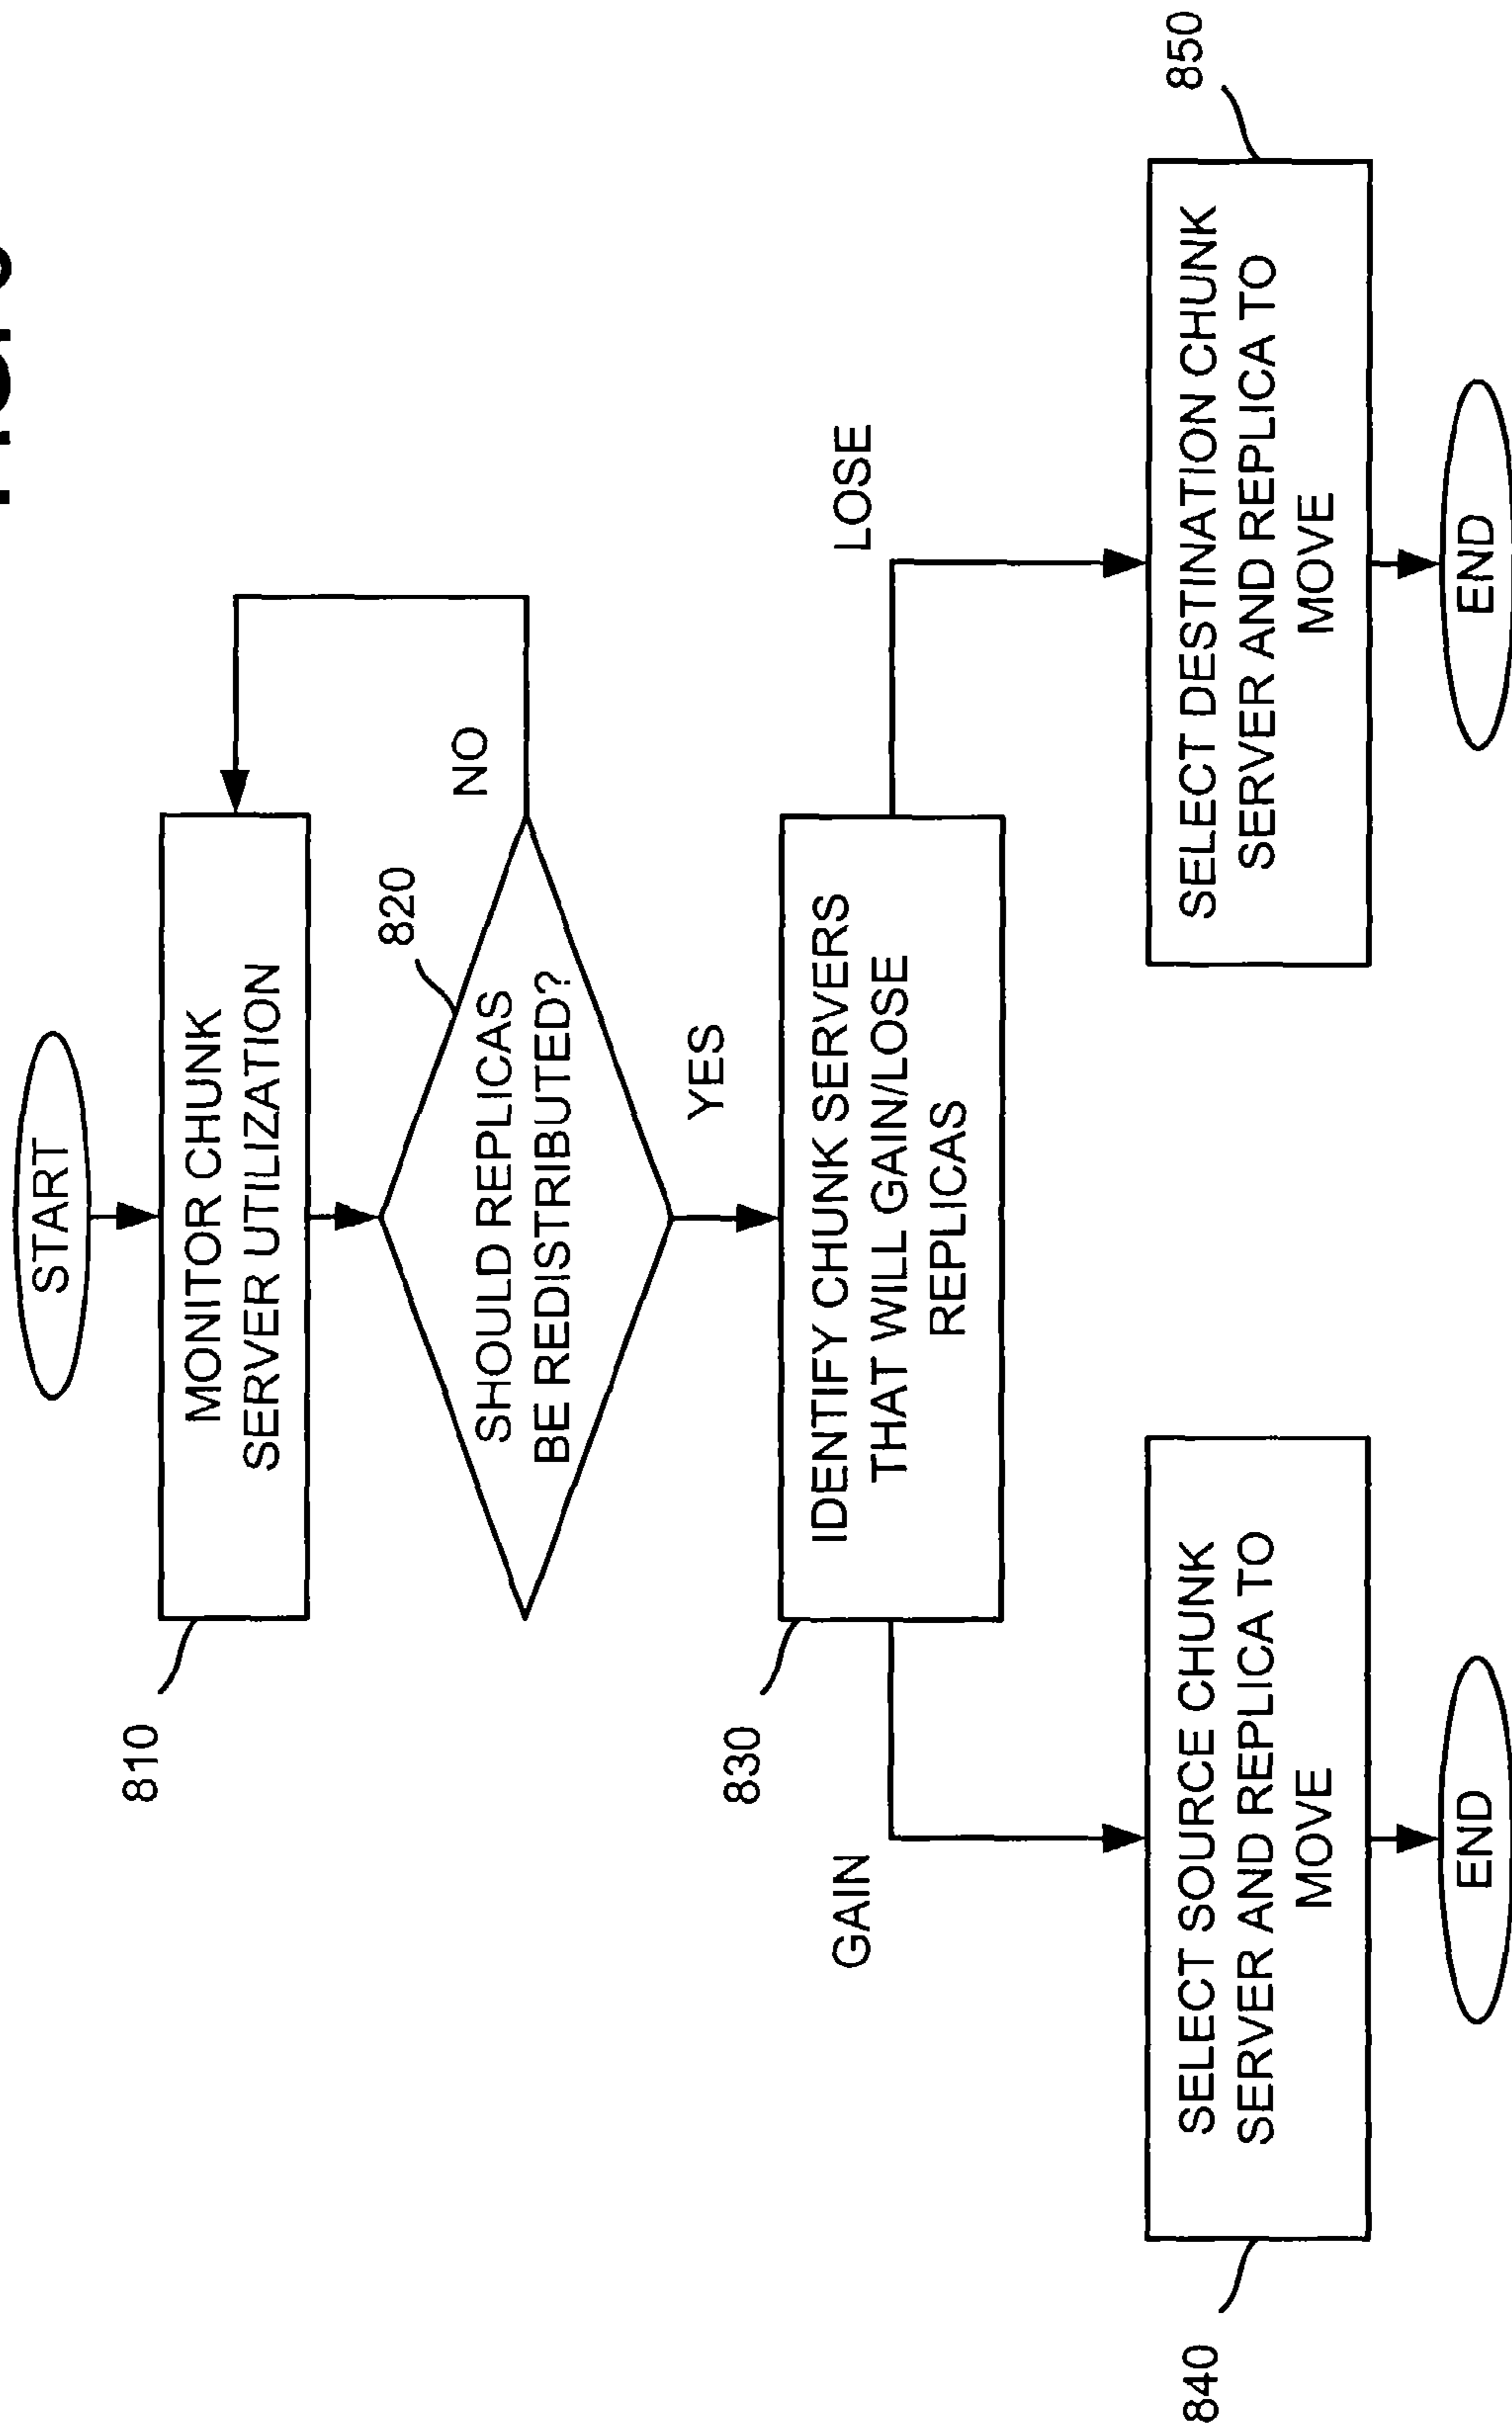 START
810
MONITOR CHUNK
SERVER UTILIZATION
820
SHOULD REPLICAS
BE REDISTRIBUTED?
NO
YES
830
IDENTIFY CHUNK SERVERS
THAT WILL GAIN/LOSE
REPLICAS
GAIN
LOSE
840
SELECT SOURCE CHUNK
SERVER AND REPLICA TO
MOVE
850
SELECT DESTINATION CHUNK
SERVER AND REPLICA TO
MOVE
END
END